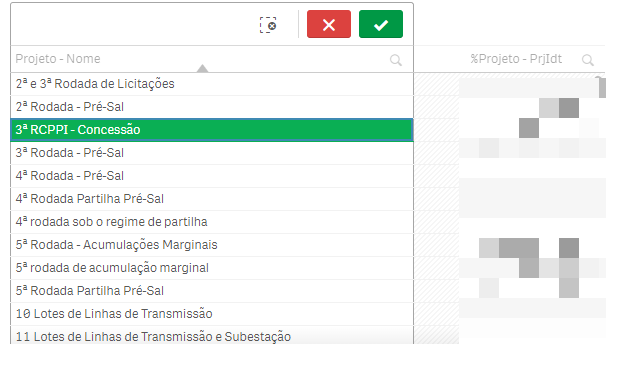 Projeto - Nome
%Projeto - PrjIdt
2ª e 3ª Rodada de Licitações
2ª Rodada - Pré-Sal
3ª RCPPI - Concessão
3ª Rodada - Pré-Sal
4ª Rodada - Pré-Sal
4ª Rodada Partilha Pré-Sal
4ª rodada sob o regime de partilha
5ª Rodada - Acumulações Marginais
5ª rodada de acumulação marginal
5ª Rodada Partilha Pré-Sal
10 Lotes de Linhas de Transmissão
11 Lotes de Linhas de Transmissão e Subestação